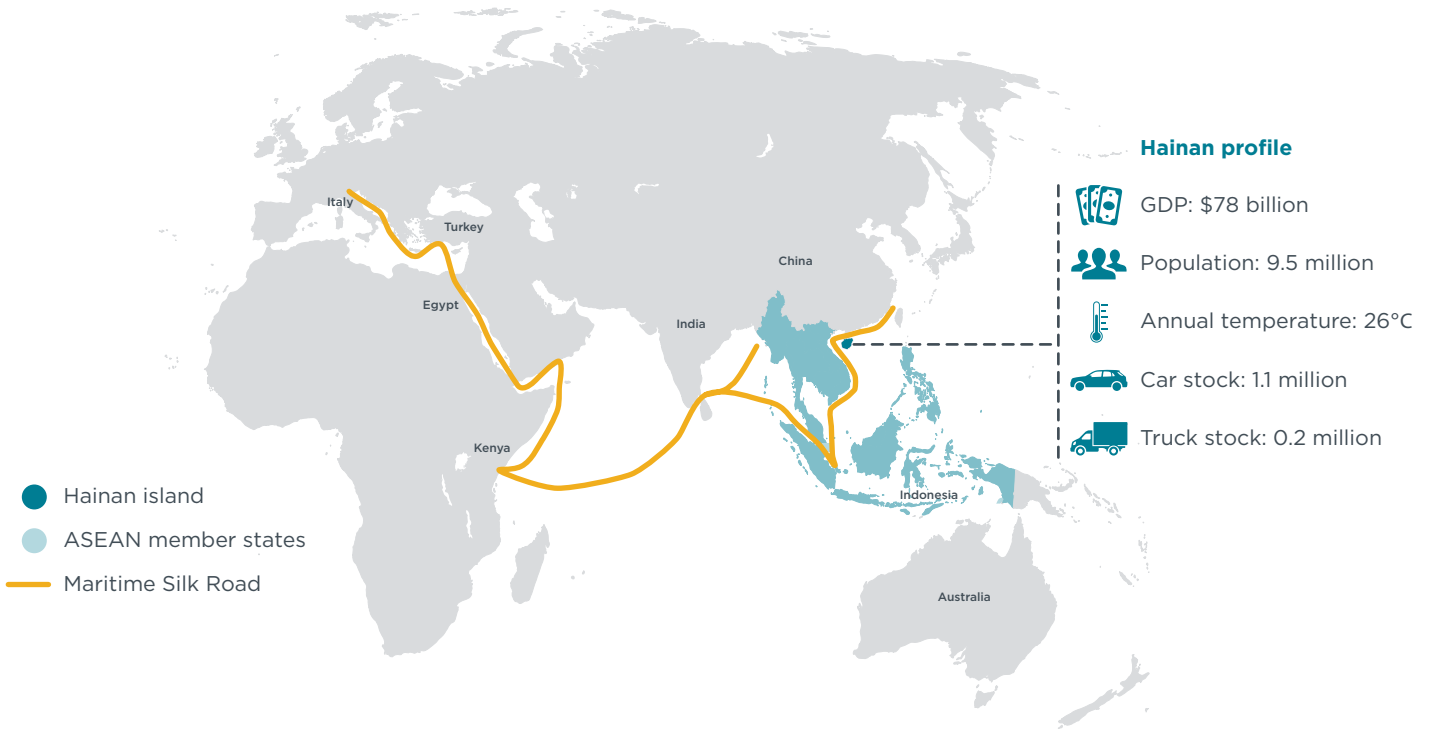 Hainan profile
GDP: $78 billion
Population: 9.5 million
Annual temperature: 26°C
Car stock: 1.1 million
Truck stock: 0.2 million
Italy
Turkey
China
Egypt
India
Kenya
Indonesia
Australia
Hainan island
ASEAN member states
Maritime Silk Road